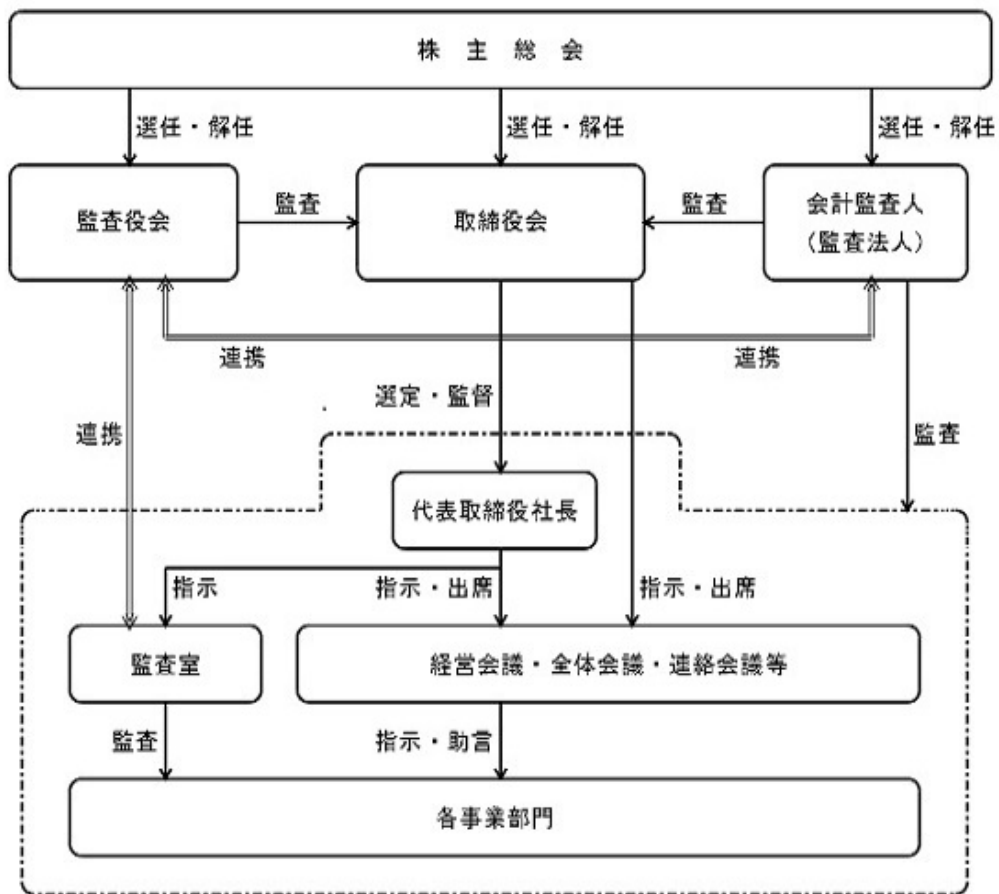 株主総会
選任・解任
選任・解任
選任・解任
監査役会
監査
取締役会
監査
会計監査人
（監査法人）
連携
連携
選定・監督
連携
監査
代表取締役社長
指示
指示・出席
指示・出席
監査室
経営会議・全体会議・連絡会議等
監査
指示・助言
各事業部門